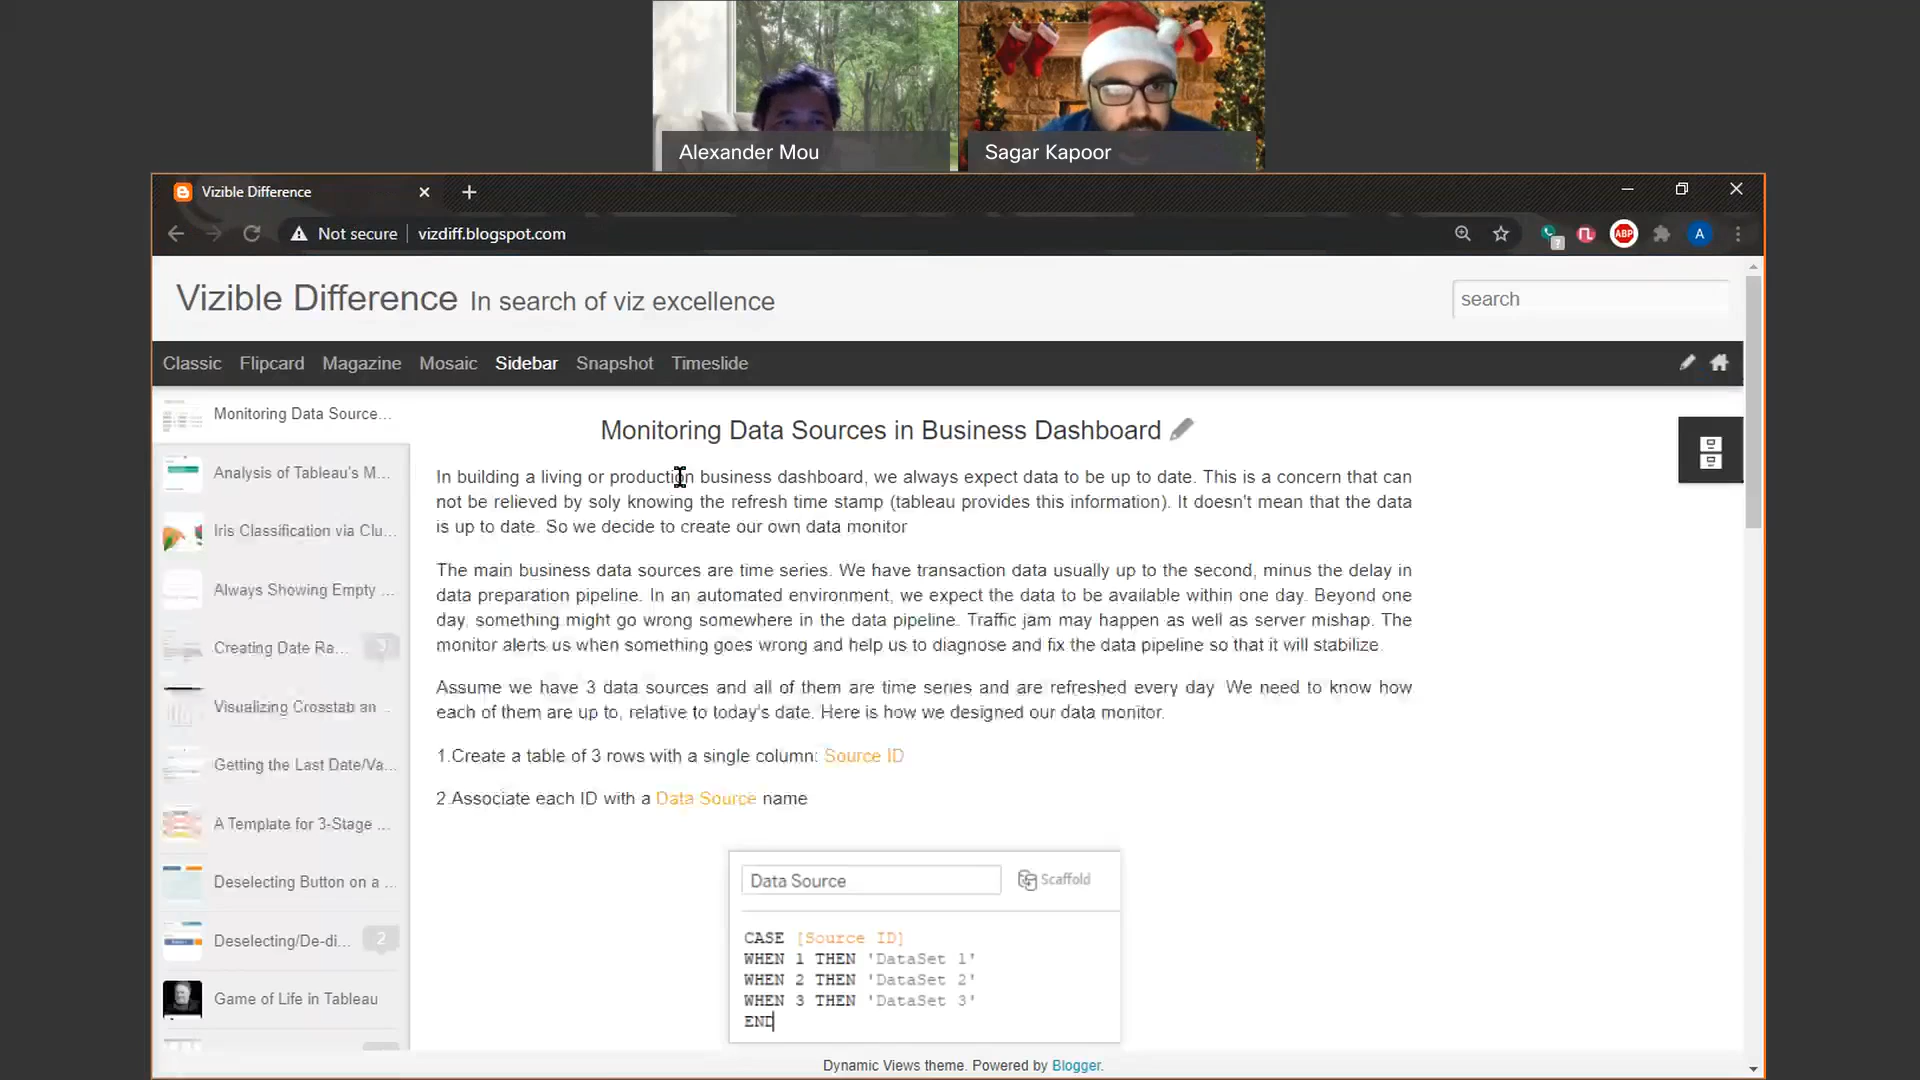 Alexander Mou
Sagar Kapoor
Vizible Difference
Not secure
vizdiff.blogspot.com
?
ABP
A
Vizible Difference In search of viz excellence
search
Classic Flipcard Magazine Mosaic Sidebar Snapshot Timeslide
Monitoring Data Source...
Analysis of Tableau's M...
Iris Classification via Clu...
Always Showing Empty ...
Creating Date Ra...
Visualizing Crosstab an
Getting the Last Date/Va...
A Template for 3-Stage ...
Deselecting Button on a ...
Deselecting/De-di...
2
Game of Life in Tableau
Monitoring Data Sources in Business Dashboard
In building a living or production business dashboard, we always expect data to be up to date. This is a concern that can
not be relieved by soly knowing the refresh time stamp (tableau provides this information). It doesn't mean that the data
is up to date. So we decide to create our own data monitor
The main business data sources are time series. We have transaction data usually up to the second, minus the delay in
data preparation pipeline. In an automated environment, we expect the data to be available within one day. Beyond one
day, something might go wrong somewhere in the data pipeline. Traffic jam may happen as well as server mishap. The
monitor alerts us when something goes wrong and help us to diagnose and fix the data pipeline so that it will stabilize.
Assume we have 3 data sources and all of them are time series and are refreshed every day We need to know how
each of them are up to, relative to today's date. Here is how we designed our data monitor.
1.Create a table of 3 rows with a single column: Source ID
2.Associate each ID with a Data Source name
Data Source
Scaffold
CASE [Source ID]
WHEN 1 THEN 'DataSet 1'
WHEN 2 THEN 'DataSet 2'
WHEN 3 THEN 'DataSet 3'
END
Dynamic Views theme. Powered by Blogger.